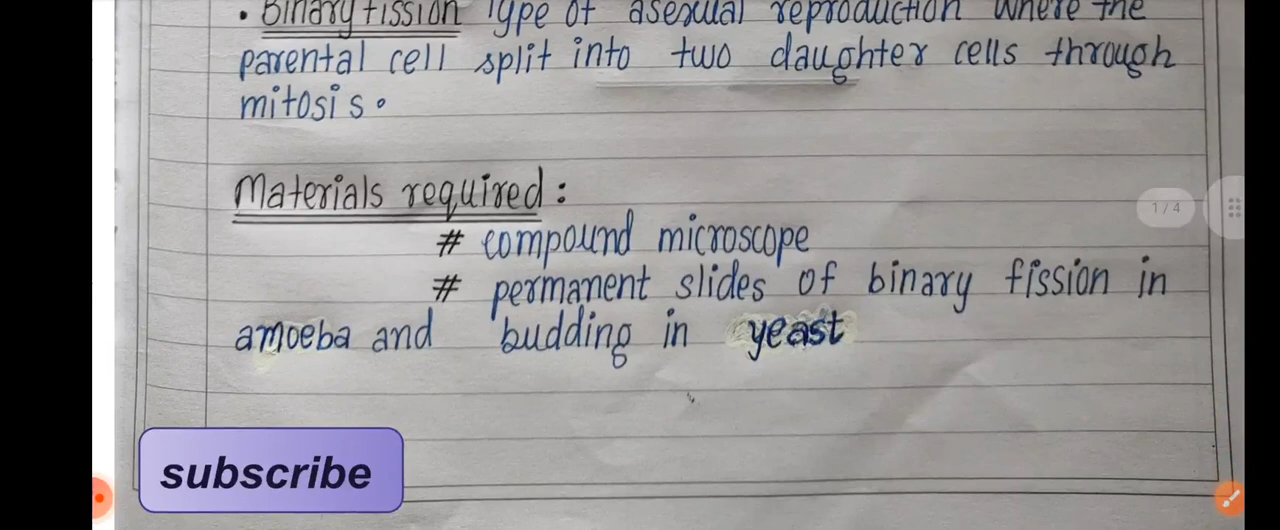 • Binary fission Type of asexual reproduction where the
parental cell split into two daughter cells through
mitosis.
Materials required :
# compound microscope
1 / 4
# permanent slides of binary fission in
amoeba and budding in yeast
subscribe